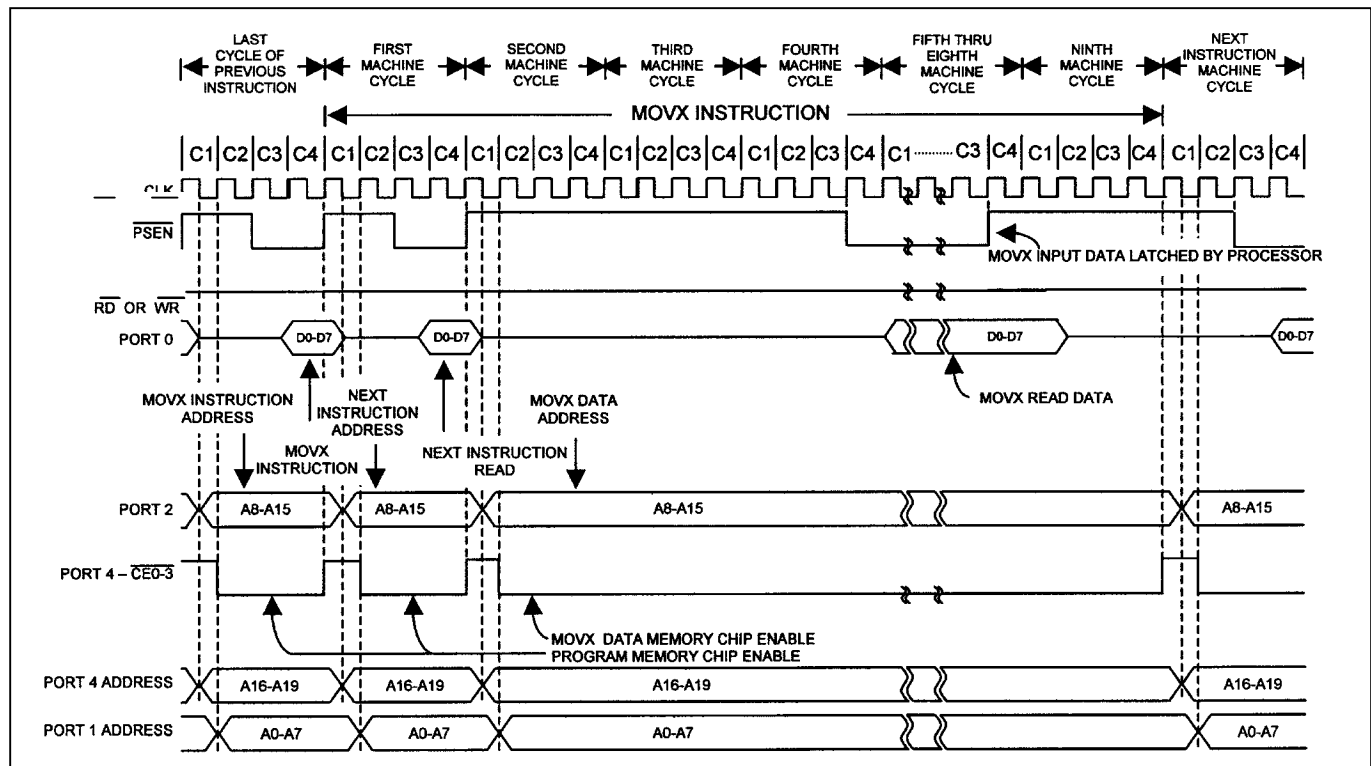 LAST
CYCLE OF
PREVIOUS
INSTRUCTION
FIRST
MACHINE
CYCLE
SECOND
MACHINE
CYCLE
THIRD
MACHINE
CYCLE
FOURTH
MACHINE
CYCLE
FIFTH THRU
EIGHTH
MACHINE
CYCLE
NINTH
MACHINE
CYCLE
NEXT
INSTRUCTION
MACHINE
CYCLE
MOVX INSTRUCTION
C1 C2 C3 C4 C1 C2 C3 C4 C1 C2 C3 C4 C1 C2 C3 C4 C1 C2 C3 C4 C1 ........ C3 C4 C1 C2 C3 C4 C1 C2 C3 C4
CLK
PSEN
MOVX INPUT DATA LATCHED BY PROCESSOR
RD OR WR
PORT 0 D0-D7 D0-D7 D0-D7 D0-D7
MOVX INSTRUCTION
ADDRESS
NEXT
INSTRUCTION
ADDRESS
MOVX DATA
ADDRESS
MOVX READ DATA
MOVX
INSTRUCTION
NEXT INSTRUCTION
READ
PORT 2 A8-A15 A8-A15 A8-A15 A8-A15
PORT 4 – CE0-3
MOVX DATA MEMORY CHIP ENABLE
PROGRAM MEMORY CHIP ENABLE
PORT 4 ADDRESS A16-A19 A16-A19 A16-A19 A16-A19
PORT 1 ADDRESS A0-A7 A0-A7 A0-A7 A0-A7